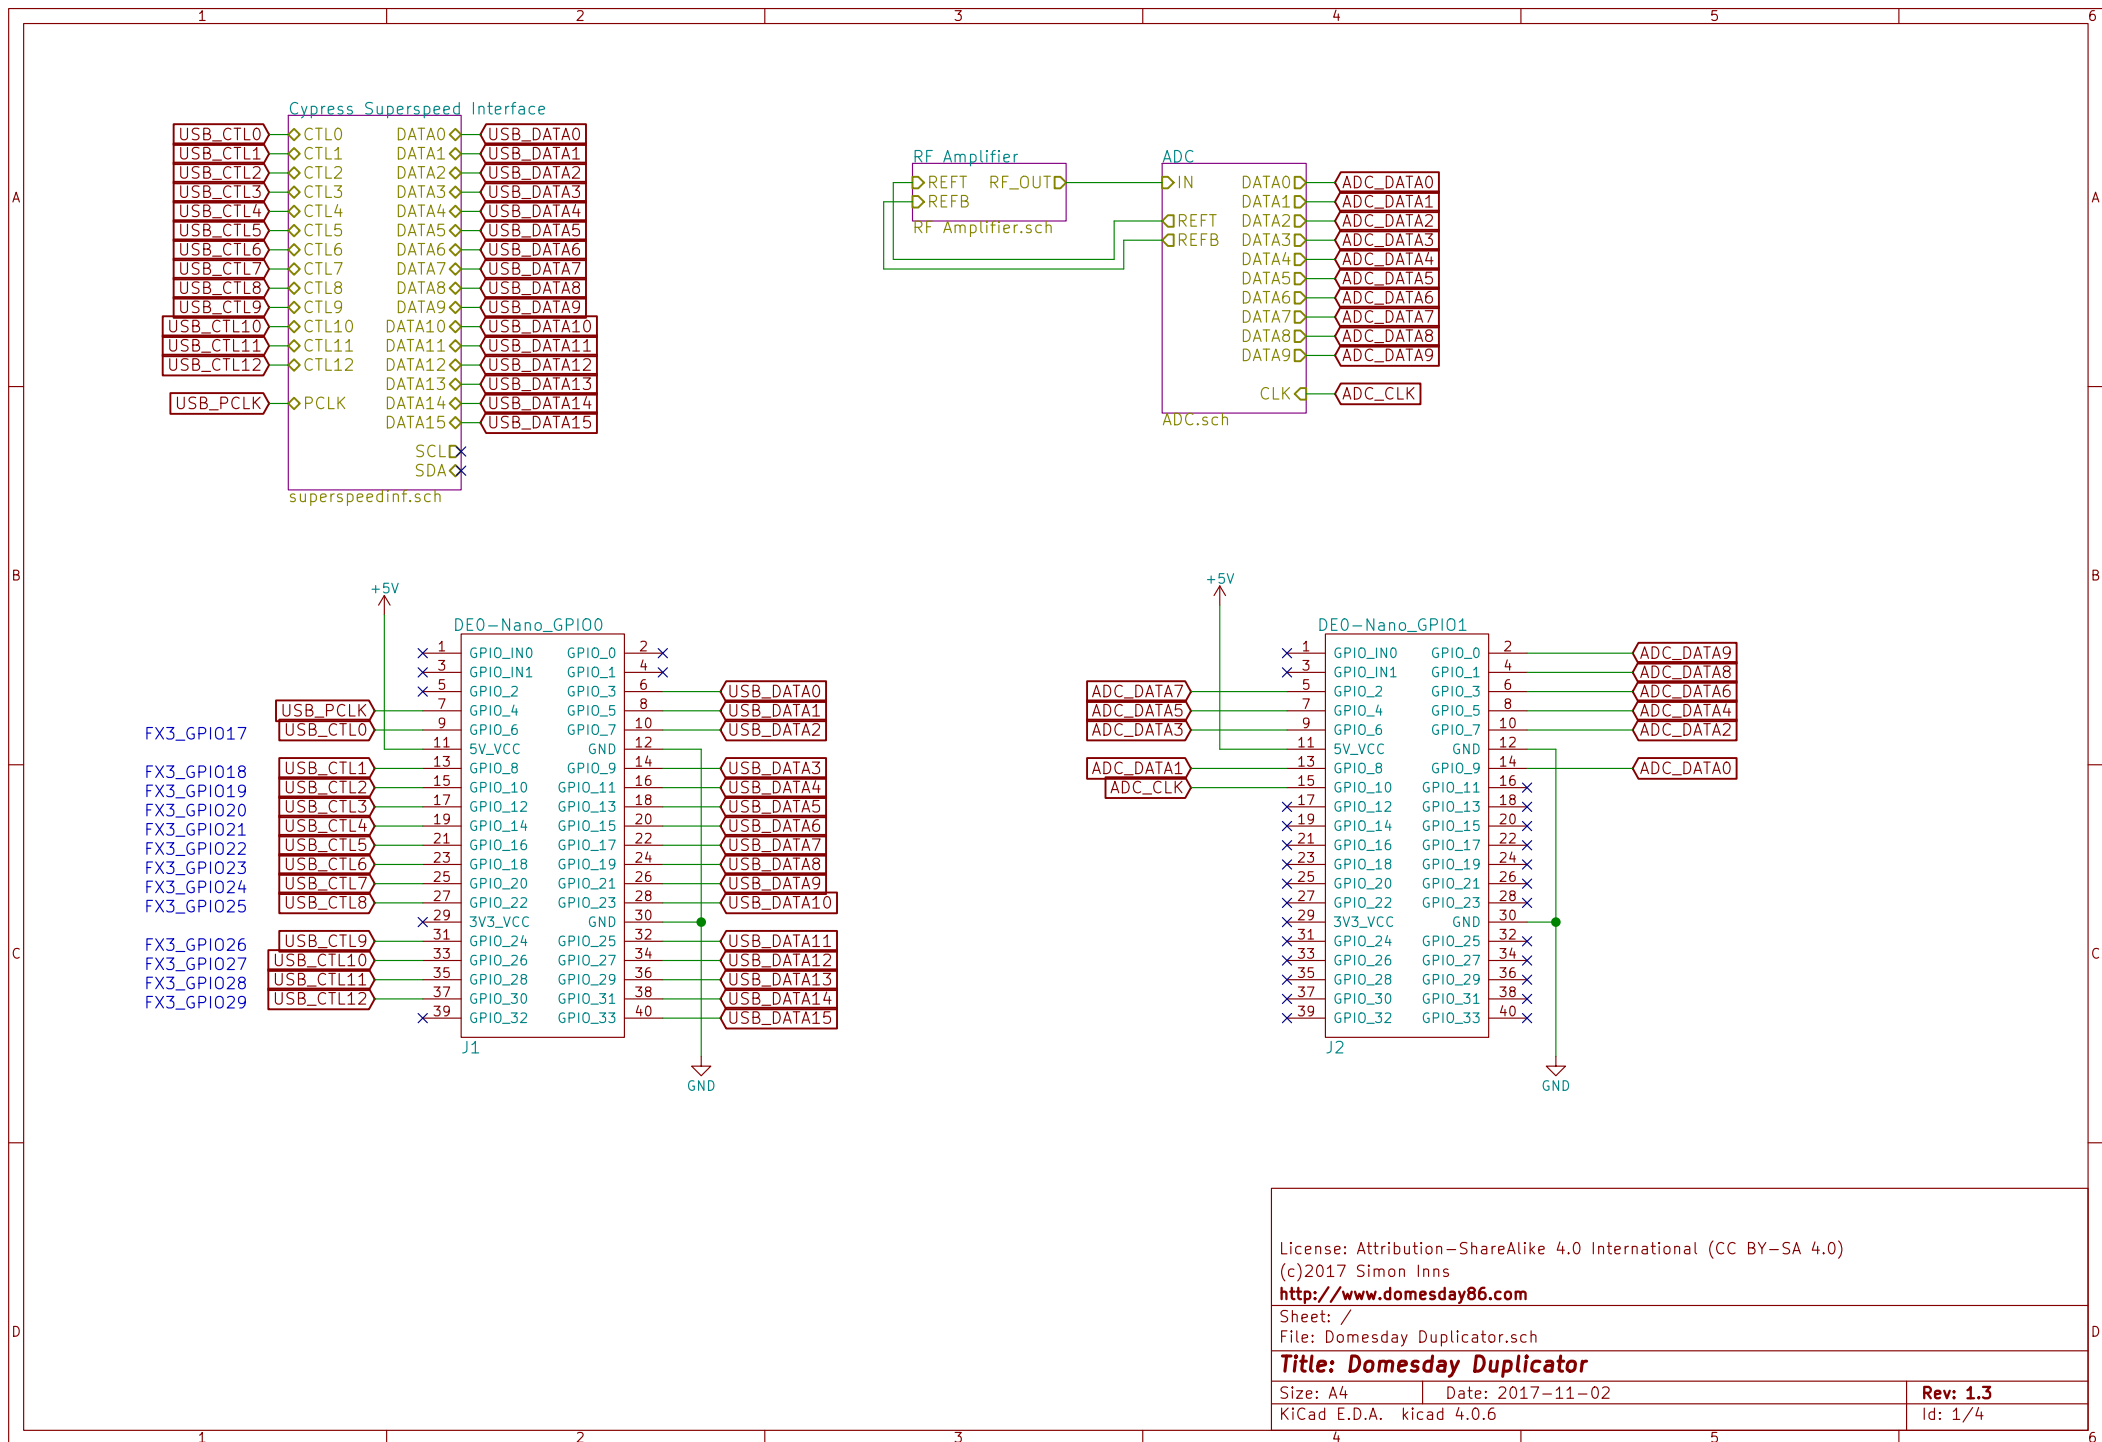 1 2 3 4 5 6
A A
B B
C C
D D
Cypress Superspeed Interface
USB_CTL0 CTL0 DATA0 USB_DATA0
USB_CTL1 CTL1 DATA1 USB_DATA1
USB_CTL2 CTL2 DATA2 USB_DATA2
USB_CTL3 CTL3 DATA3 USB_DATA3
USB_CTL4 CTL4 DATA4 USB_DATA4
USB_CTL5 CTL5 DATA5 USB_DATA5
USB_CTL6 CTL6 DATA6 USB_DATA6
USB_CTL7 CTL7 DATA7 USB_DATA7
USB_CTL8 CTL8 DATA8 USB_DATA8
USB_CTL9 CTL9 DATA9 USB_DATA9
USB_CTL10 CTL10 DATA10 USB_DATA10
USB_CTL11 CTL11 DATA11 USB_DATA11
USB_CTL12 CTL12 DATA12 USB_DATA12
DATA13 USB_DATA13
USB_PCLK PCLK DATA14 USB_DATA14
DATA15 USB_DATA15
SCL
SDA
superspeedinf.sch
RF Amplifier
REFT RF_OUT
REFB
RF Amplifier.sch
ADC
IN DATA0 ADC_DATA0
DATA1 ADC_DATA1
REFT DATA2 ADC_DATA2
REFB DATA3 ADC_DATA3
DATA4 ADC_DATA4
DATA5 ADC_DATA5
DATA6 ADC_DATA6
DATA7 ADC_DATA7
DATA8 ADC_DATA8
DATA9 ADC_DATA9
CLK ADC_CLK
ADC.sch
+5V
DE0-Nano_GPIO0
1 GPIO_IN0 GPIO_0 2
3 GPIO_IN1 GPIO_1 4
5 GPIO_2 GPIO_3 6 USB_DATA0
USB_PCLK 7 GPIO_4 GPIO_5 8 USB_DATA1
FX3_GPIO17 USB_CTL0 9 GPIO_6 GPIO_7 10 USB_DATA2
11 5V_VCC GND 12
FX3_GPIO18 USB_CTL1 13 GPIO_8 GPIO_9 14 USB_DATA3
FX3_GPIO19 USB_CTL2 15 GPIO_10 GPIO_11 16 USB_DATA4
FX3_GPIO20 USB_CTL3 17 GPIO_12 GPIO_13 18 USB_DATA5
FX3_GPIO21 USB_CTL4 19 GPIO_14 GPIO_15 20 USB_DATA6
FX3_GPIO22 USB_CTL5 21 GPIO_16 GPIO_17 22 USB_DATA7
FX3_GPIO23 USB_CTL6 23 GPIO_18 GPIO_19 24 USB_DATA8
FX3_GPIO24 USB_CTL7 25 GPIO_20 GPIO_21 26 USB_DATA9
FX3_GPIO25 USB_CTL8 27 GPIO_22 GPIO_23 28 USB_DATA10
29 3V3_VCC GND 30
FX3_GPIO26 USB_CTL9 31 GPIO_24 GPIO_25 32 USB_DATA11
FX3_GPIO27 USB_CTL10 33 GPIO_26 GPIO_27 34 USB_DATA12
FX3_GPIO28 USB_CTL11 35 GPIO_28 GPIO_29 36 USB_DATA13
FX3_GPIO29 USB_CTL12 37 GPIO_30 GPIO_31 38 USB_DATA14
39 GPIO_32 GPIO_33 40 USB_DATA15
J1
GND
+5V
DE0-Nano_GPIO1
1 GPIO_IN0 GPIO_0 2 ADC_DATA9
3 GPIO_IN1 GPIO_1 4 ADC_DATA8
ADC_DATA7 5 GPIO_2 GPIO_3 6 ADC_DATA6
ADC_DATA5 7 GPIO_4 GPIO_5 8 ADC_DATA4
ADC_DATA3 9 GPIO_6 GPIO_7 10 ADC_DATA2
11 5V_VCC GND 12
ADC_DATA1 13 GPIO_8 GPIO_9 14 ADC_DATA0
ADC_CLK 15 GPIO_10 GPIO_11 16
17 GPIO_12 GPIO_13 18
19 GPIO_14 GPIO_15 20
21 GPIO_16 GPIO_17 22
23 GPIO_18 GPIO_19 24
25 GPIO_20 GPIO_21 26
27 GPIO_22 GPIO_23 28
29 3V3_VCC GND 30
31 GPIO_24 GPIO_25 32
33 GPIO_26 GPIO_27 34
35 GPIO_28 GPIO_29 36
37 GPIO_30 GPIO_31 38
39 GPIO_32 GPIO_33 40
J2
GND
License: Attribution-ShareAlike 4.0 International (CC BY-SA 4.0)
(c)2017 Simon Inns
http://www.domesday86.com
Sheet: /
File: Domesday Duplicator.sch
Title: Domesday Duplicator
Size: A4 Date: 2017-11-02 Rev: 1.3
KiCad E.D.A. kicad 4.0.6 Id: 1/4
1 2 3 4 5 6